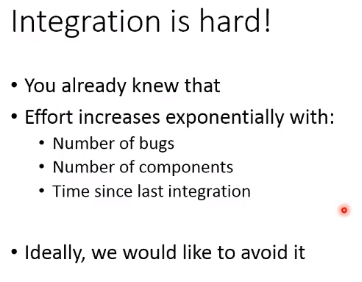 Integration is hard!
• You already knew that
• Effort increases exponentially with:
• Number of bugs
• Number of components
• Time since last integration
• Ideally, we would like to avoid it